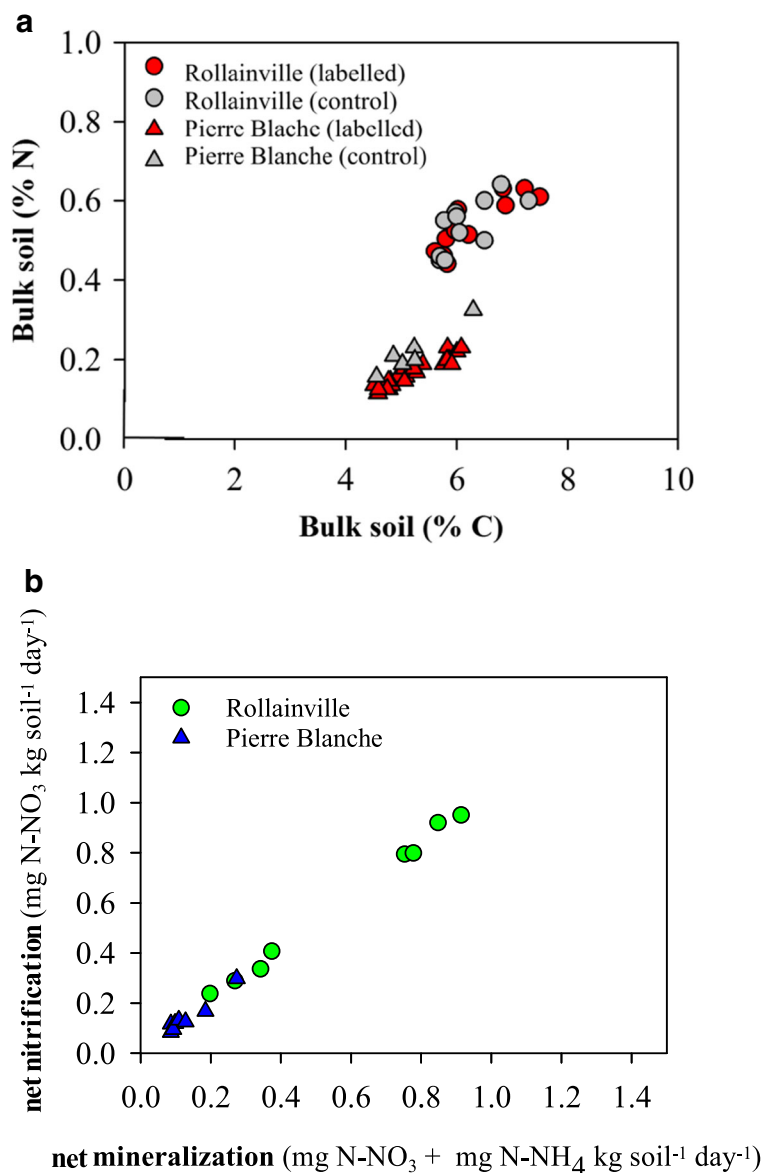 a
1.0
0.8
0.6
0.4
0.2
0.0
Bulk soil (% N)
Rollainville (labelled)
Rollainville (control)
Pierre Blache (labelled)
Pierre Blanche (control)
0 2 4 6 8 10
Bulk soil (% C)
b
net nitrification (mg N-NO3 kg soil-1 day-1)
1.4
1.2
1.0
0.8
0.6
0.4
0.2
0.0
Rollainville
Pierre Blanche
0.0 0.2 0.4 0.6 0.8 1.0 1.2 1.4
net mineralization (mg N-NO3 + mg N-NH4 kg soil-1 day-1)